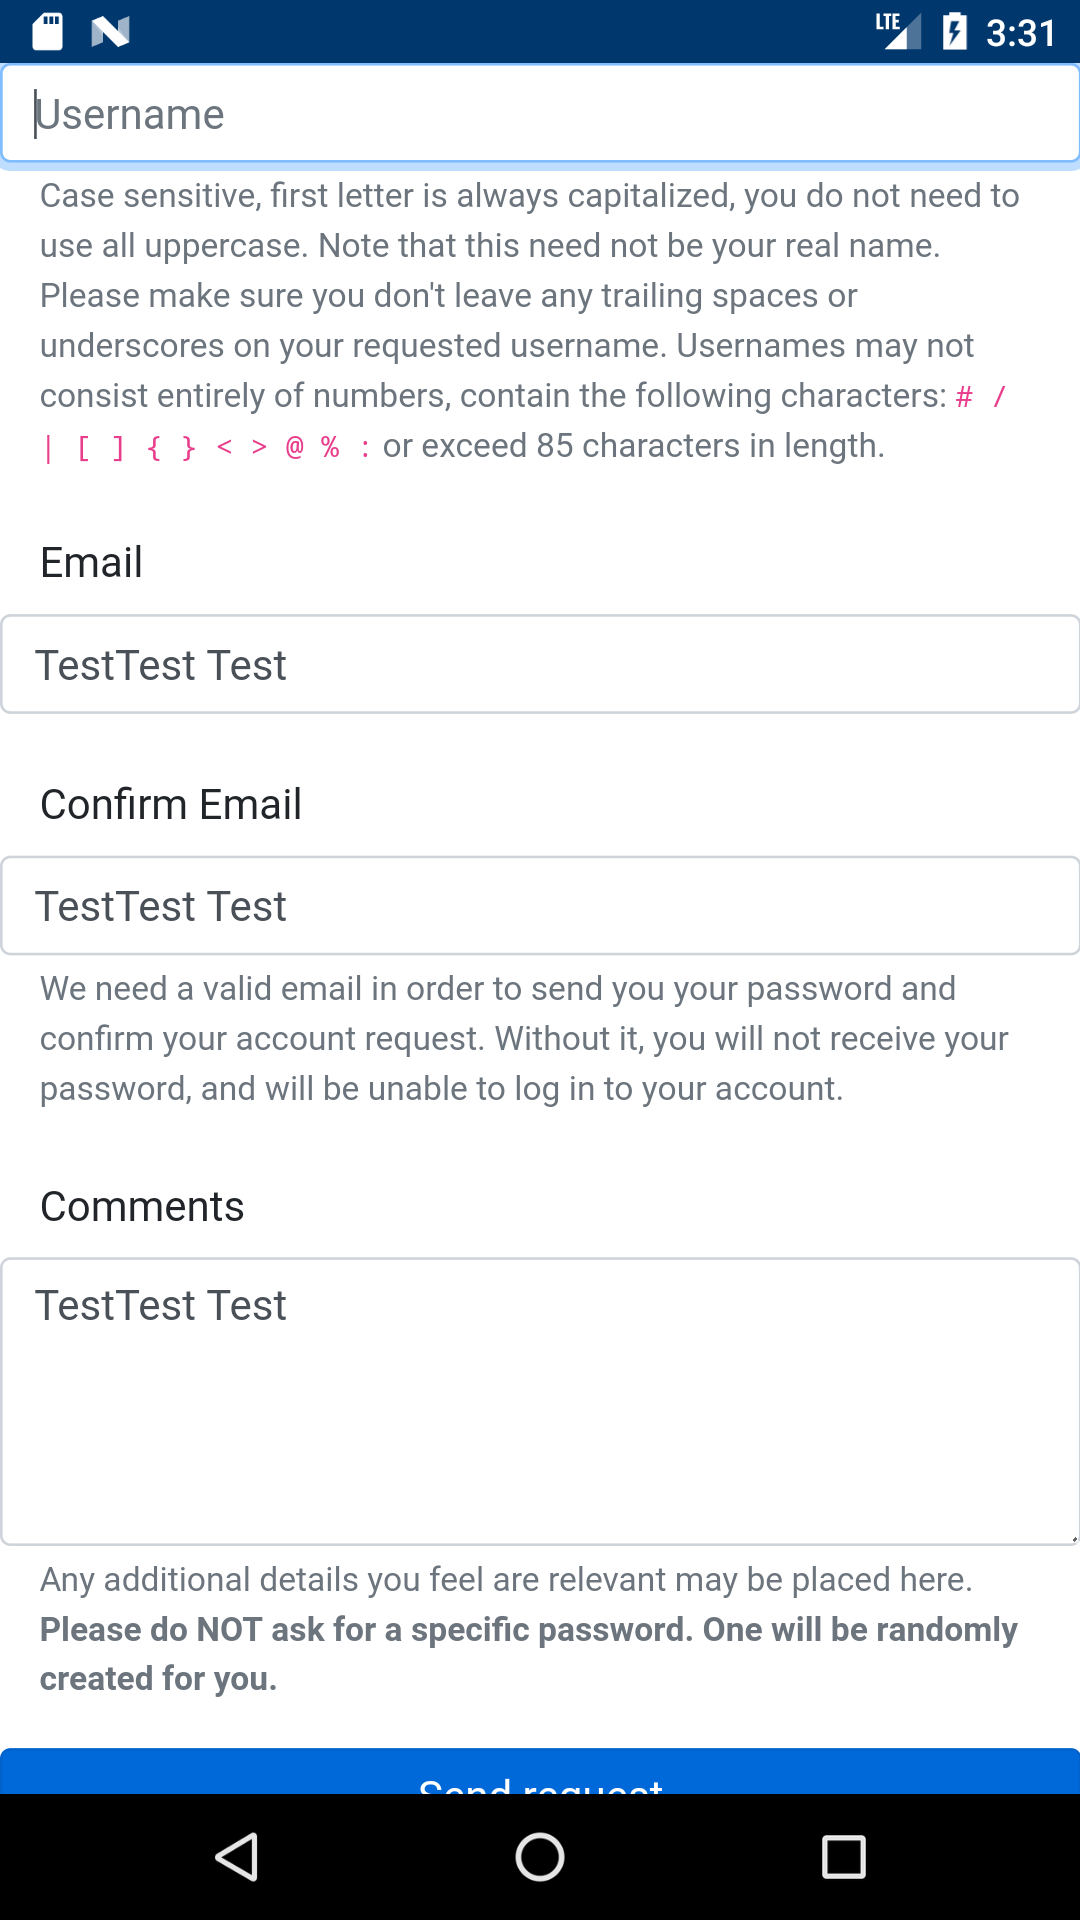 LTE 3:31
Username
Case sensitive, first letter is always capitalized, you do not need to
use all uppercase. Note that this need not be your real name.
Please make sure you don't leave any trailing spaces or
underscores on your requested username. Usernames may not
consist entirely of numbers, contain the following characters: # /
| [ ] { } < > @ % : or exceed 85 characters in length.
Email
TestTest Test
Confirm Email
TestTest Test
We need a valid email in order to send you your password and
confirm your account request. Without it, you will not receive your
password, and will be unable to log in to your account.
Comments
TestTest Test
Any additional details you feel are relevant may be placed here.
Please do NOT ask for a specific password. One will be randomly
created for you.
Send request